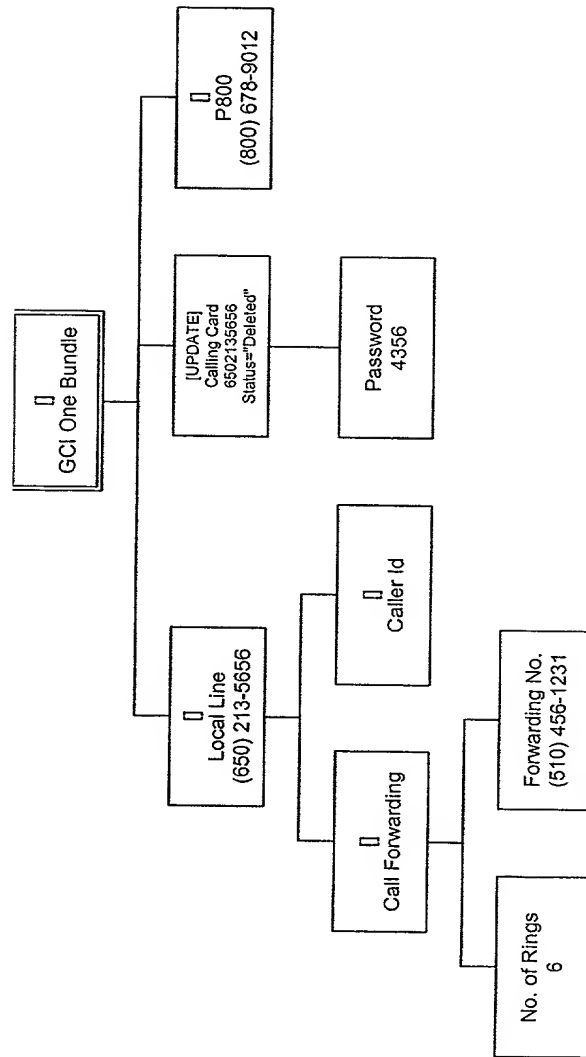 []
GCI One Bundle
[]
Local Line
(650) 213-5656
[UPDATE]
Calling Card
6502135656
Status="Deleted"
[]
P800
(800) 678-9012
[]
Call Forwarding
[]
Caller Id
Password
4356
No. of Rings
6
Forwarding No.
(510) 456-1231